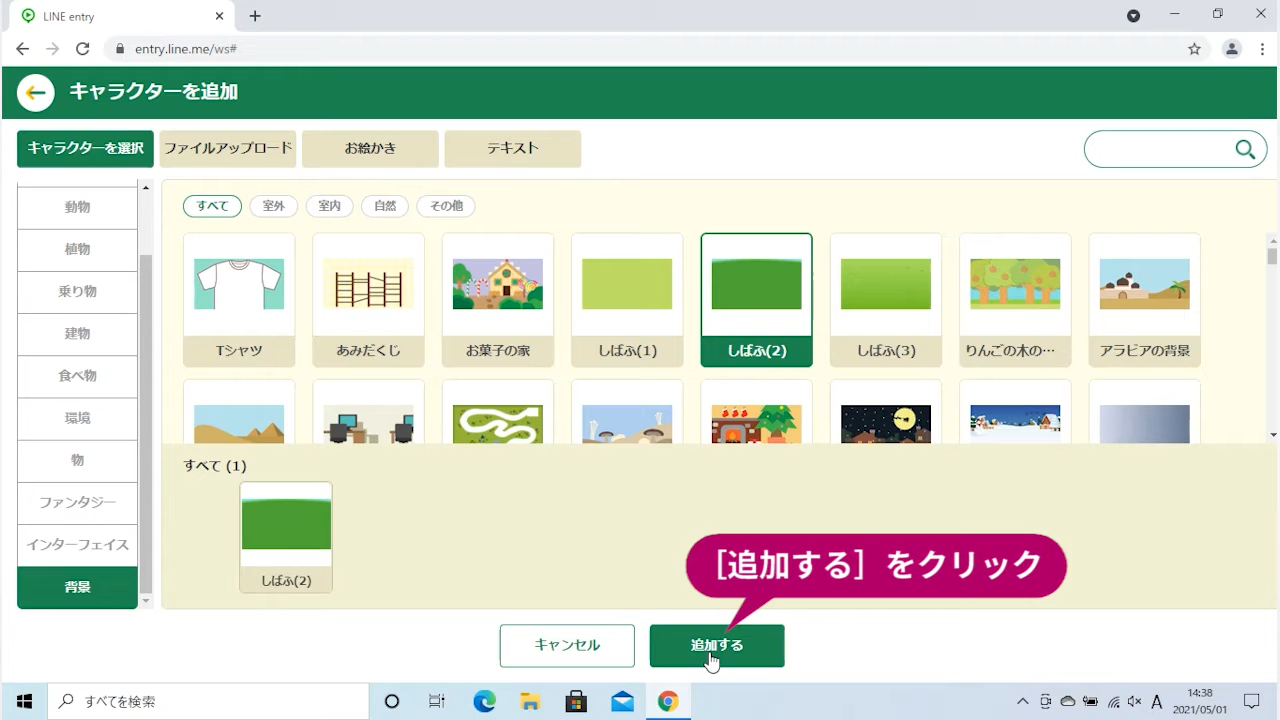 LINE entry
entry.line.me/ws#
キャラクターを追加
キャラクターを選択
ファイルアップロード
お絵かき
テキスト
動物
植物
乗り物
建物
食べ物
環境
物
ファンタジー
インターフェイス
背景
すべて
室外
室内
自然
その他
Tシャツ
あみだくじ
お菓子の家
しばふ(1)
しばふ(2)
しばふ(3)
りんごの木の…
アラビアの背景
すべて (1)
しばふ(2)
［追加する］をクリック
キャンセル
追加する
すべてを検索
A
14:38
2021/05/01